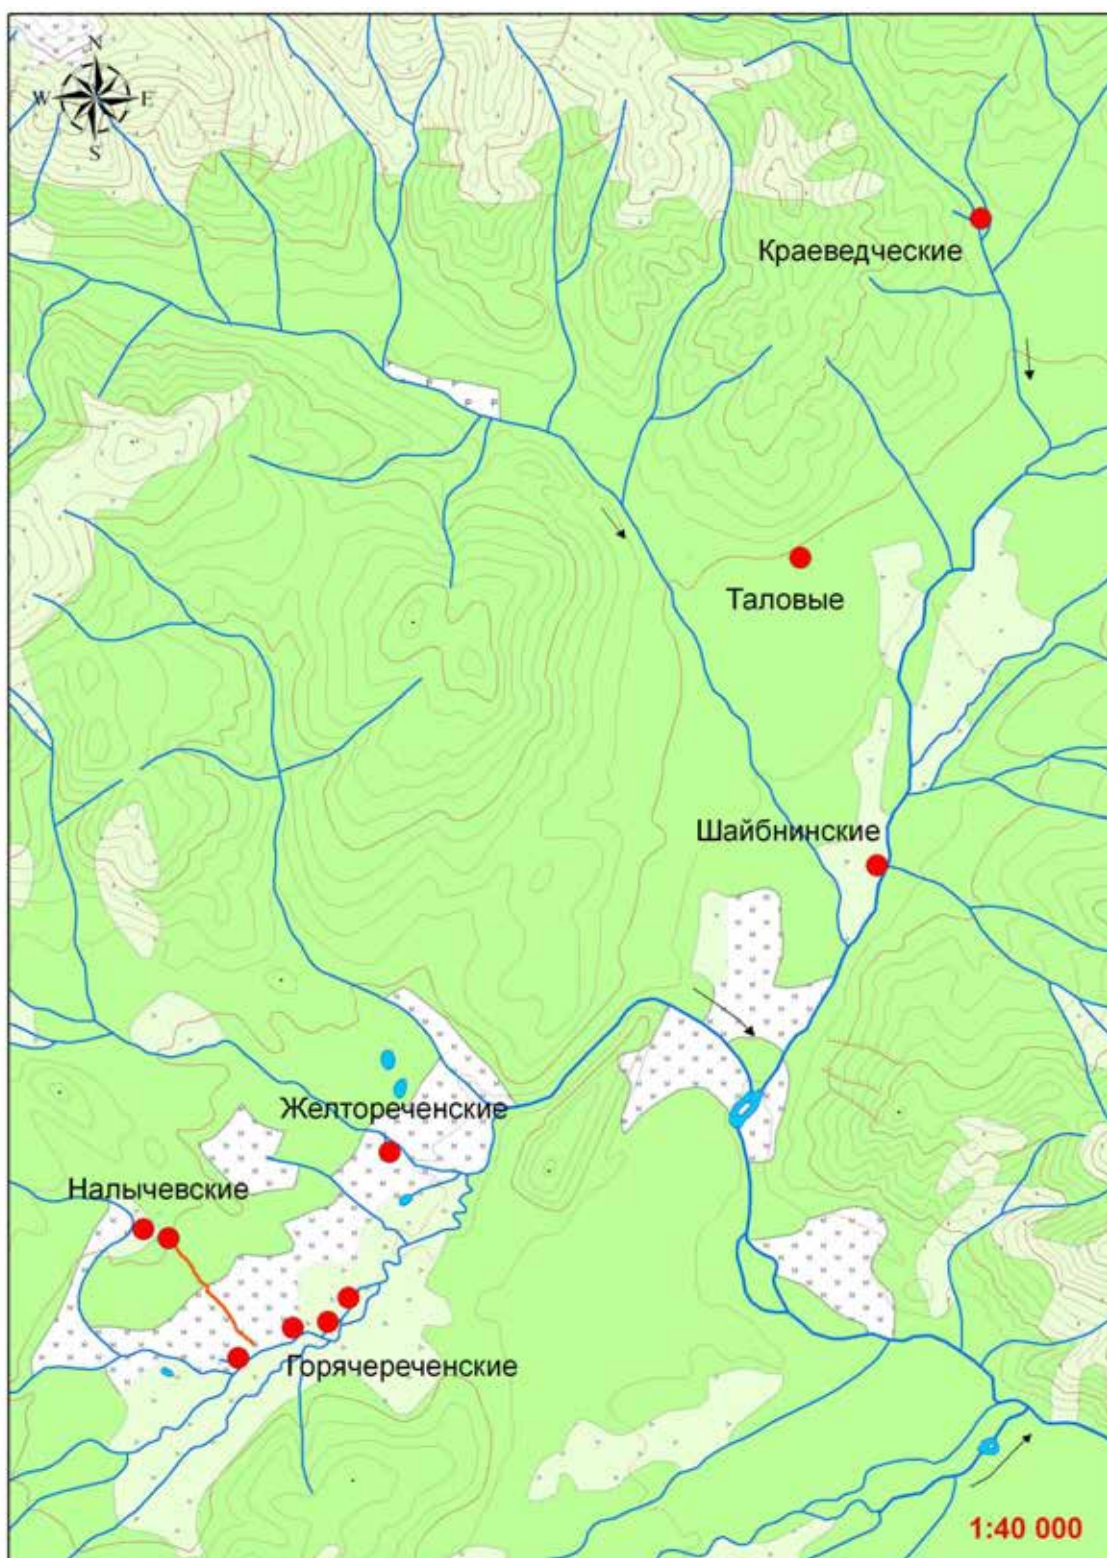 N
W E
S
Краеведческие
Таловые
Шайбнинские
Желтореченские
Налычевские
Горячереченские
1:40 000